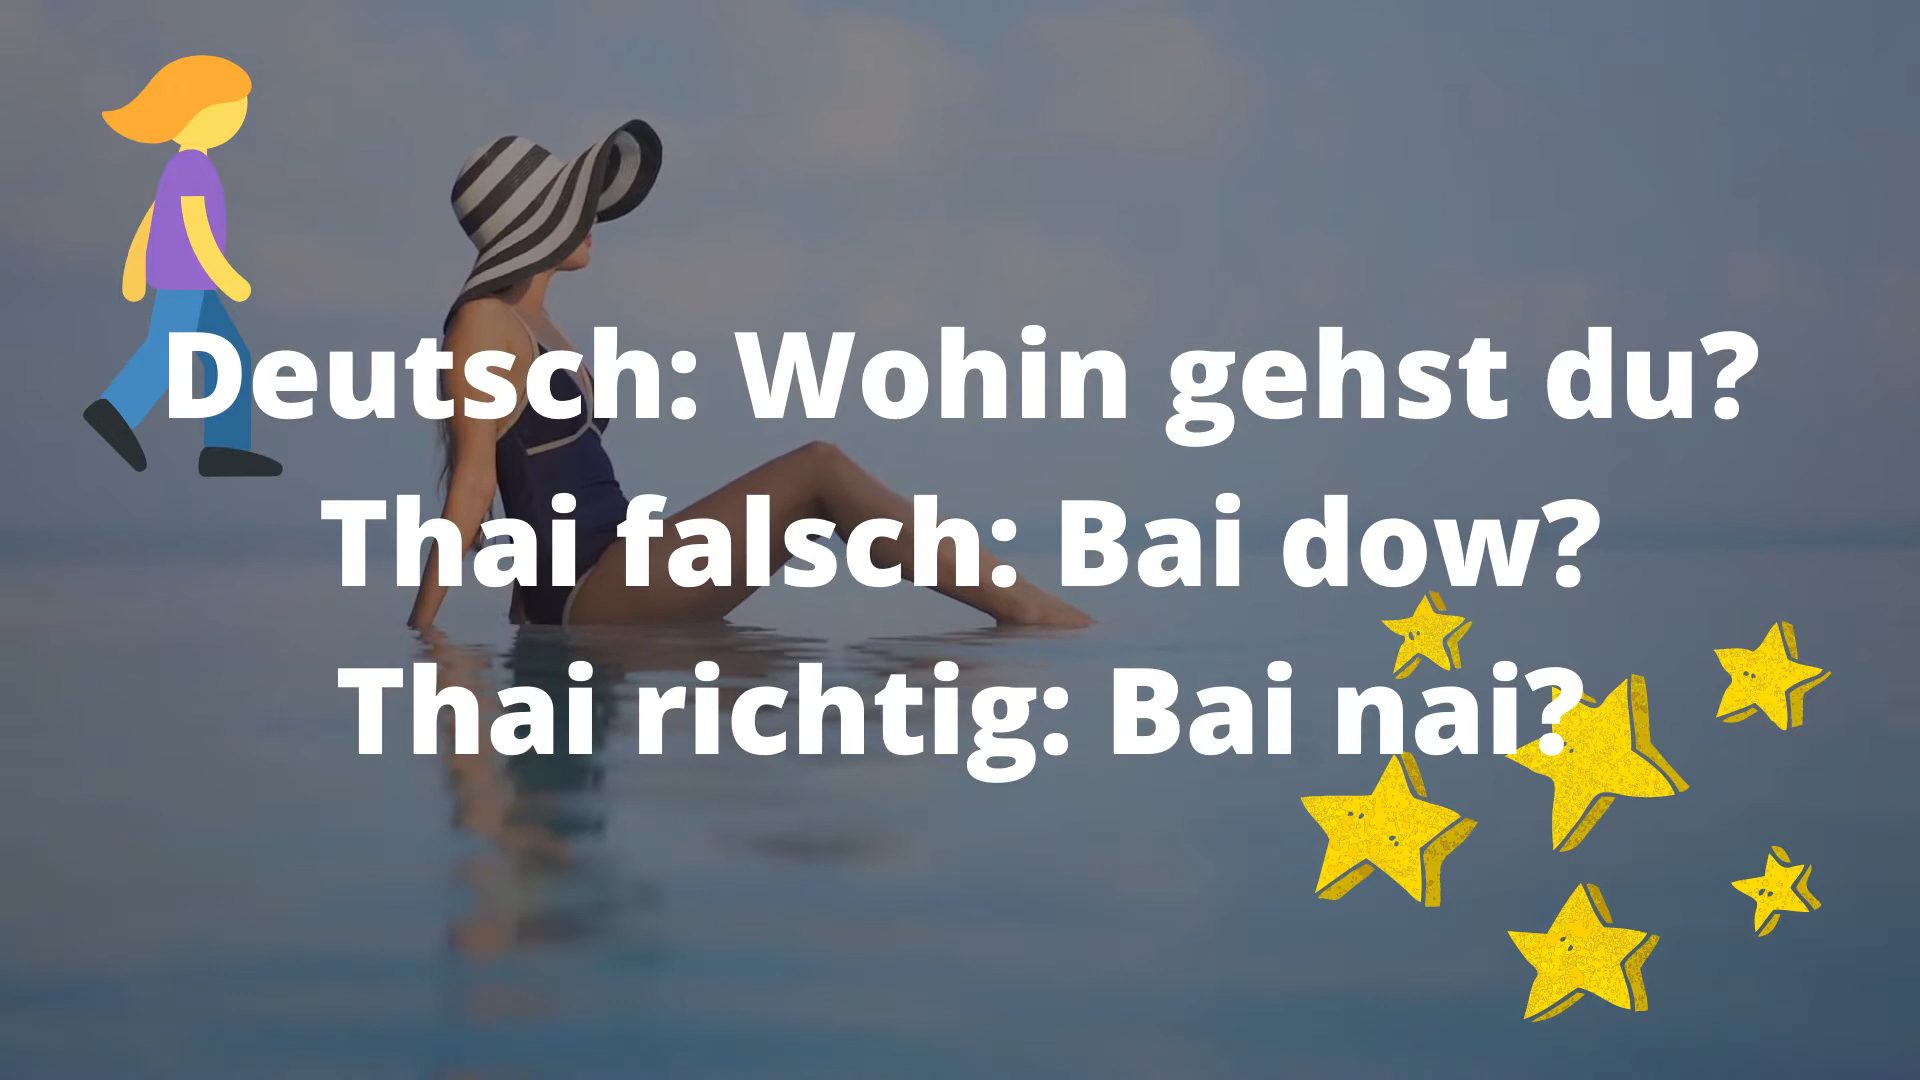 Deutsch: Wohin gehst du?
Thai falsch: Bai dow?
Thai richtig: Bai nai?